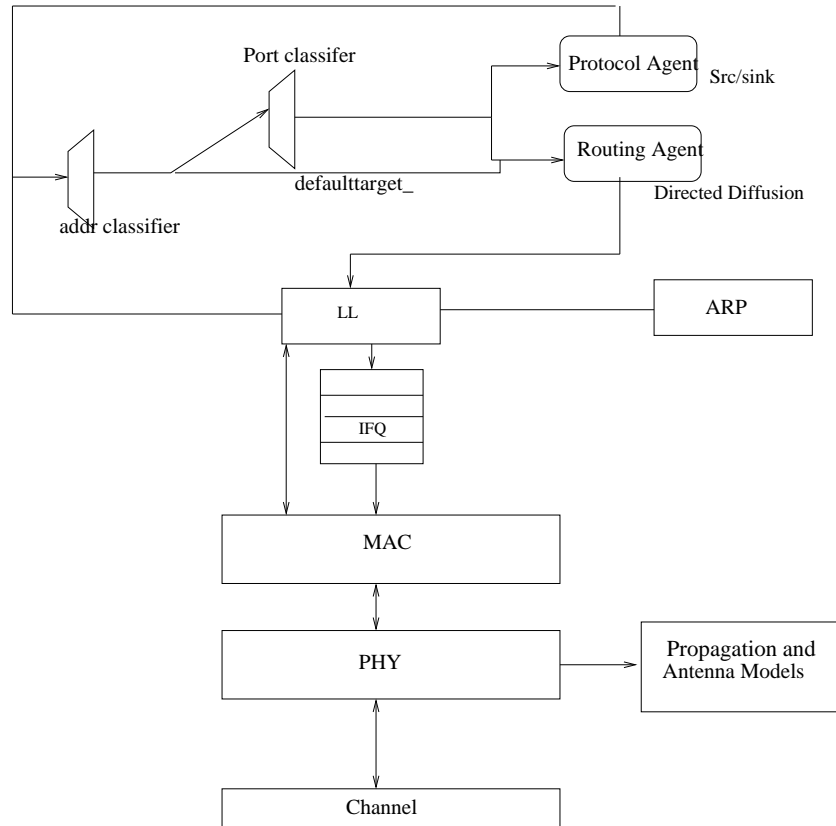 Port classifer
Protocol Agent
Src/sink
Routing Agent
defaulttarget_
Directed Diffusion
addr classifier
LL
ARP
IFQ
MAC
PHY
Propagation and
Antenna Models
Channel